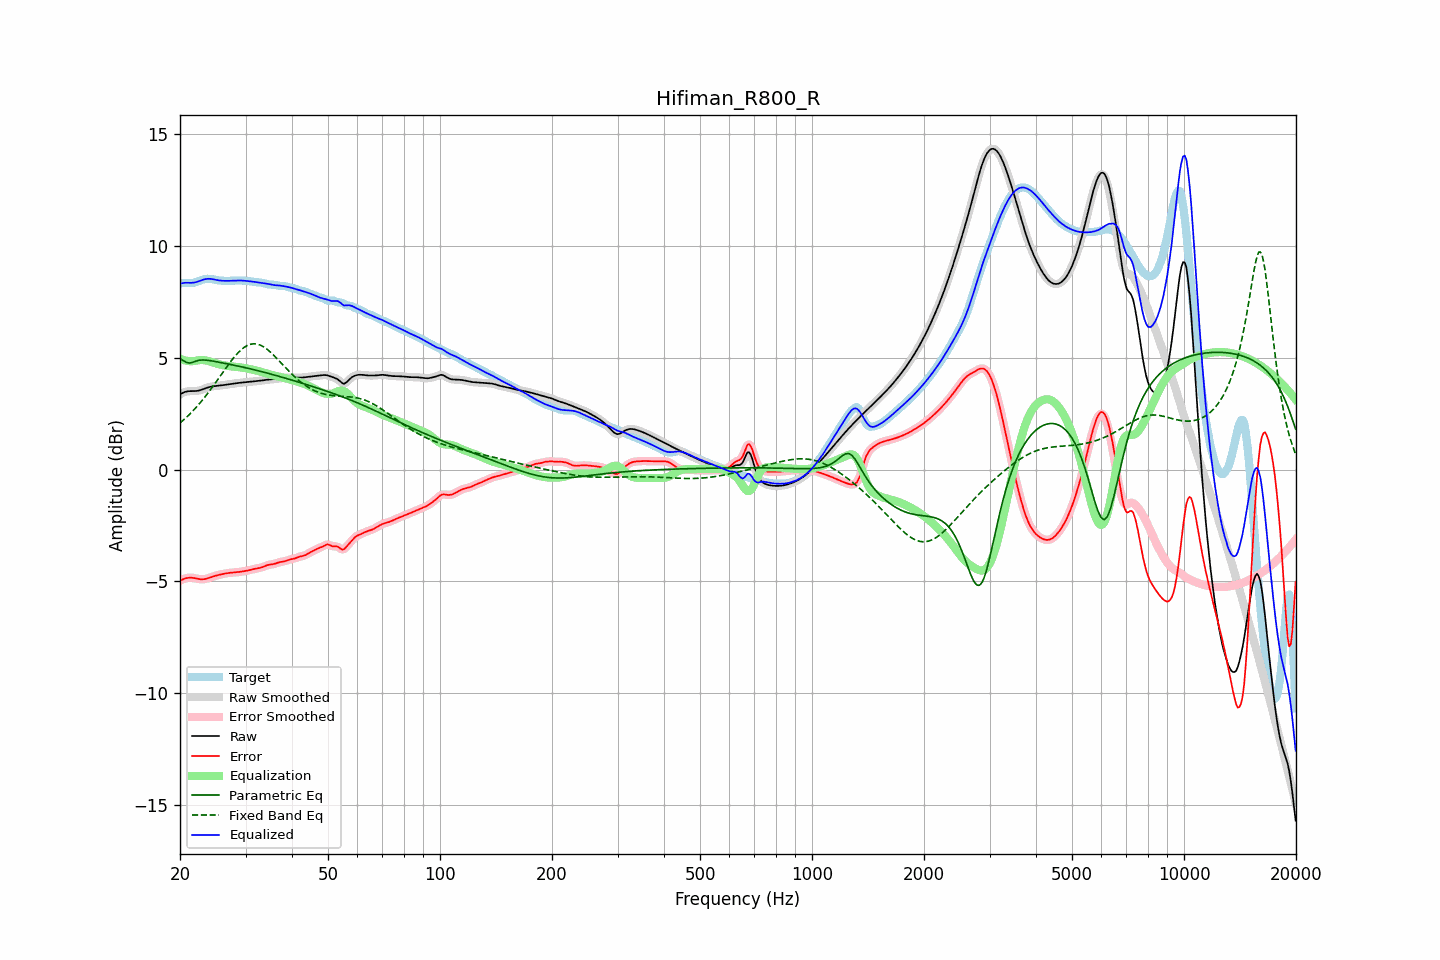 Hifiman_R800_R
Amplitude (dBr)
15
10
5
0
−5
−10
−15
Target
Raw Smoothed
Error Smoothed
Raw
Error
Equalization
Parametric Eq
Fixed Band Eq
Equalized
20 50 100 200 500 1000 2000 5000 10000 20000
Frequency (Hz)